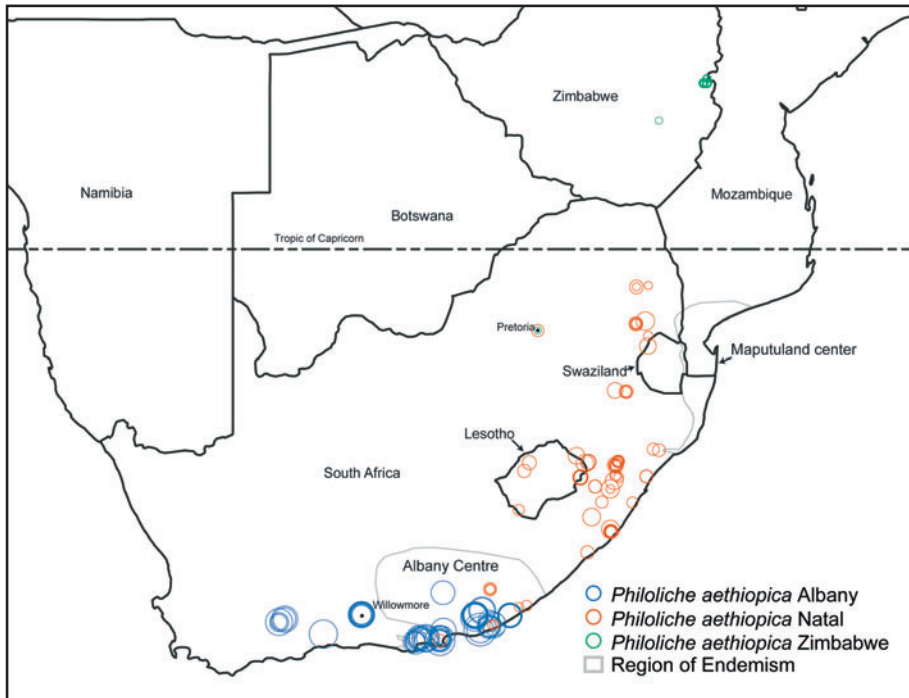 Zimbabwe
Namibia
Mozambique
Botswana
Tropic of Capricorn
Pretoria
Maputuland center
Swaziland
Lesotho
South Africa
Albany Centre
Willowmore
Philoliche aethiopica Albany
Philoliche aethiopica Natal
Philoliche aethiopica Zimbabwe
Region of Endemism